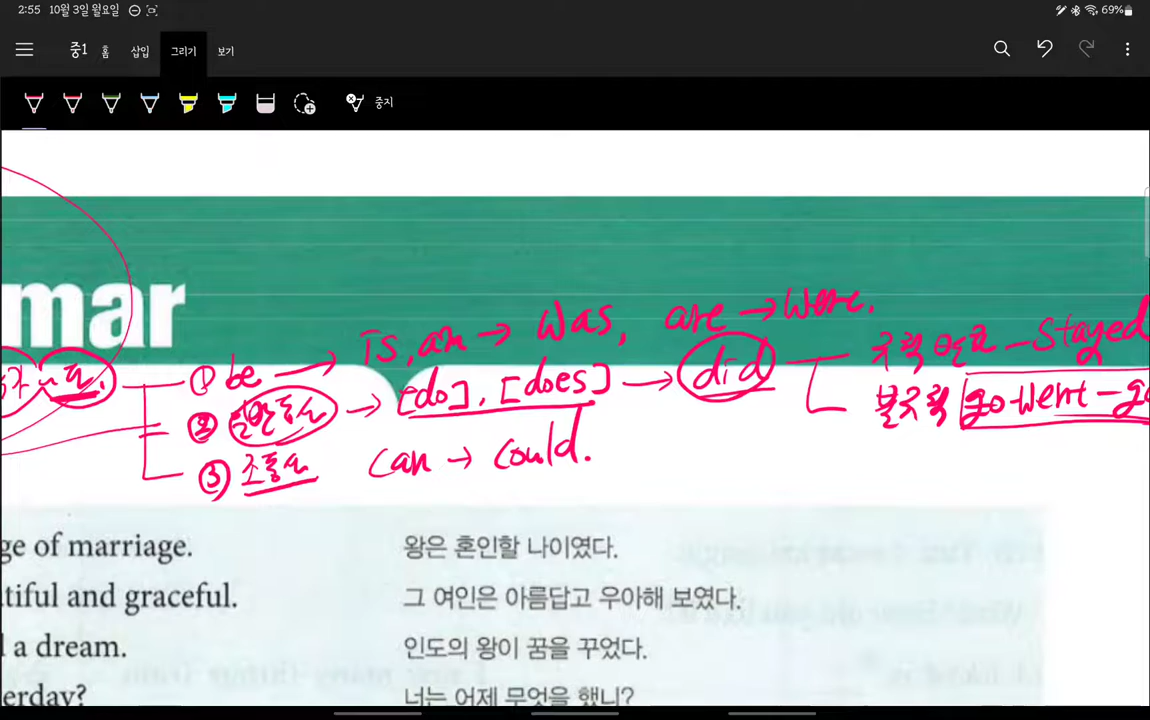 2:55 10월 3일 월요일 69%
중1 홈 삽입 그리기 보기
중지
mar
is, am → was, are → were.
① be →
② 일반동사 → [do], [does] → did
규칙 변화 - stayed
불규칙 go-went-go
③ 조동사 can → could.
ge of marriage. 왕은 혼인할 나이였다.
tiful and graceful. 그 여인은 아름답고 우아해 보였다.
l a dream. 인도의 왕이 꿈을 꾸었다.
erday? 너는 어제 무엇을 했니?